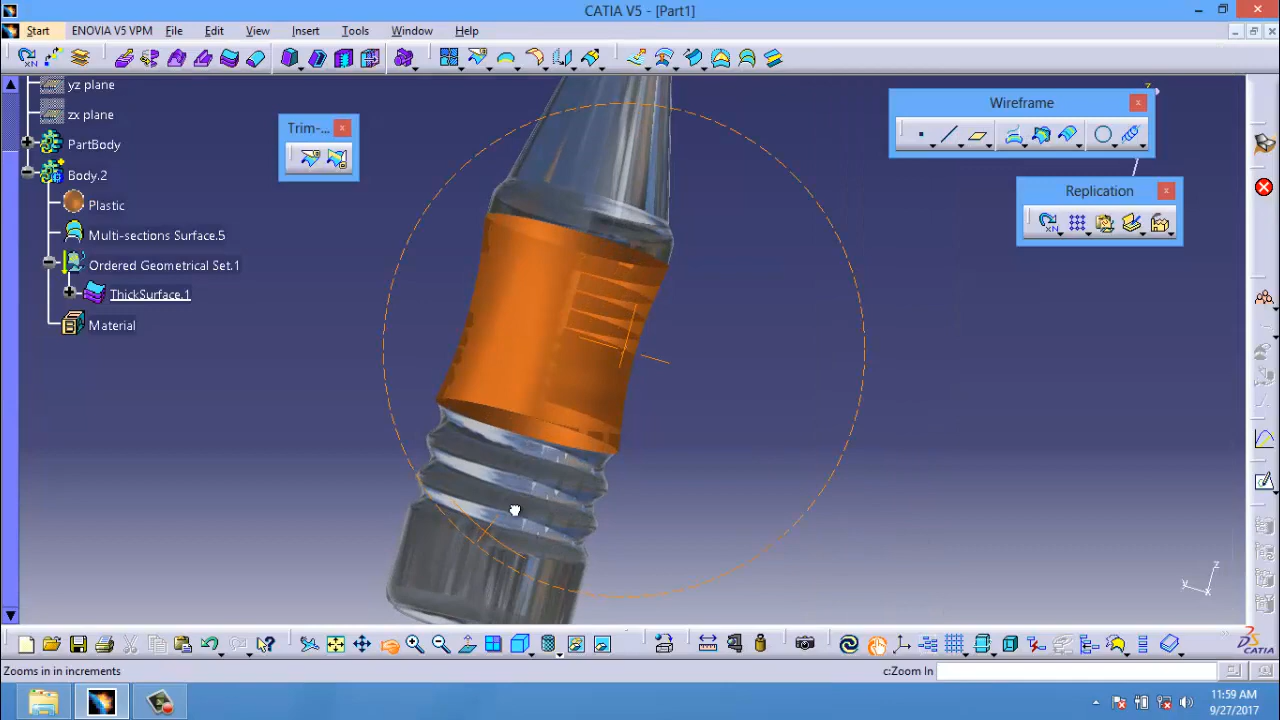 CATIA V5 - [Part1]
Start ENOVIA V5 VPM File Edit View Insert Tools Window Help
yz plane
zx plane
PartBody
Body.2
Plastic
Multi-sections Surface.5
Ordered Geometrical Set.1
ThickSurface.1
Material
Trim-...
Wireframe
Replication
z
y x
CATIA
Zooms in in increments
c:Zoom In
11:59 AM
9/27/2017